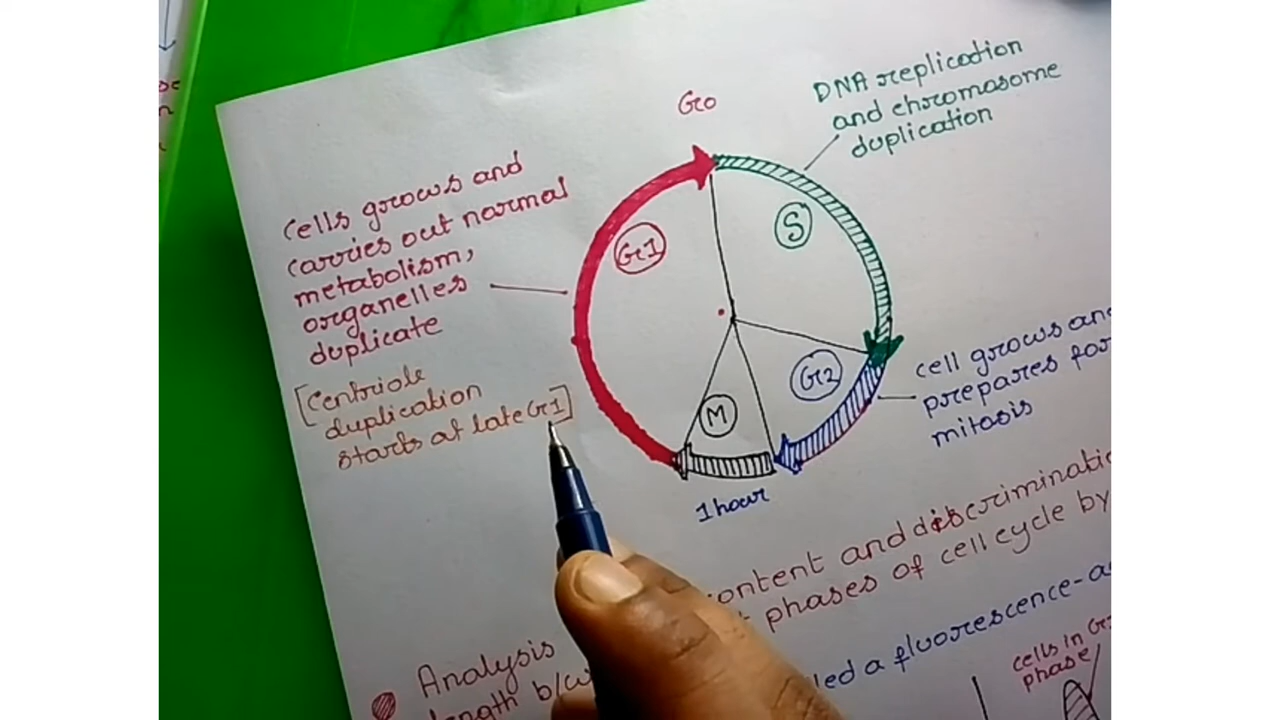 G0
DNA replication
and chromasome
duplication
cells grows and
carries out normal
metabolism,
organelles
duplicate
[Centriole
duplication
starts at late G1]
G1
S
G2
M
cell grows and
prepares for
mitosis
1 hour
content and discriminatio
phases of cell cycle by
Analysis
length b/w
led a fluorescence-a
cells in G
phase